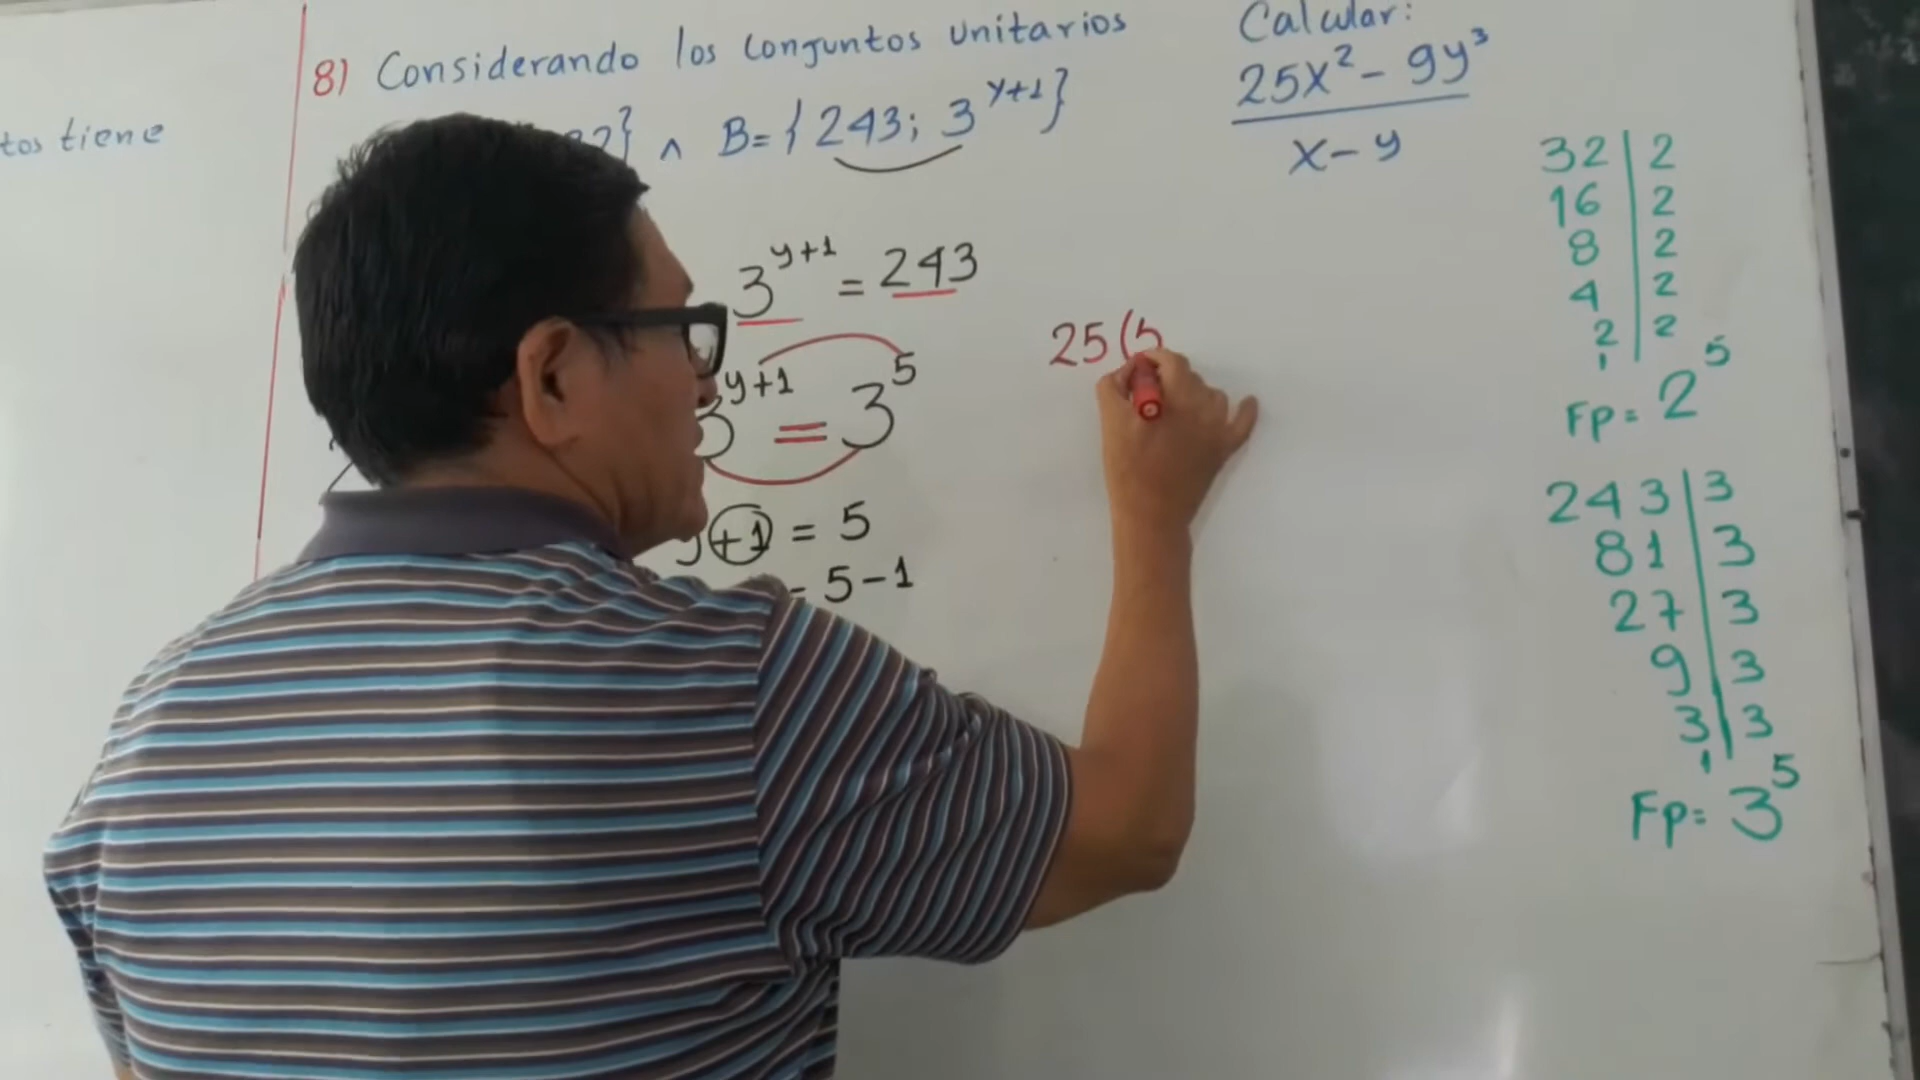 tos tiene
8) Considerando los conjuntos unitarios
32} ∧ B={243; 3^{y+1}}
Calcular:
25x² - 9y³
x - y
3^{y+1} = 243
3^{y+1} = 3^5
y+1 = 5
= 5-1
25(5
32 | 2
16 | 2
8 | 2
4 | 2
2 | 2
1
Fp= 2^5
243 | 3
81 | 3
27 | 3
9 | 3
3 | 3
1
Fp= 3^5